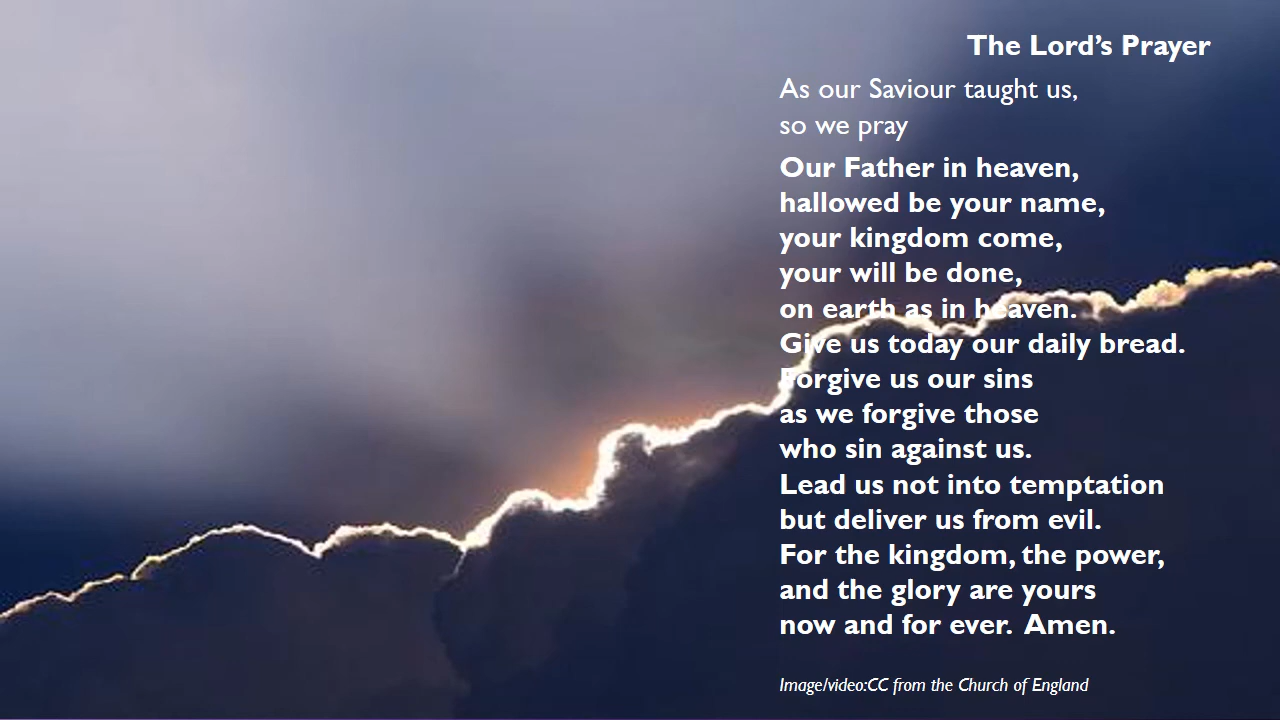 The Lord’s Prayer
As our Saviour taught us,
so we pray
Our Father in heaven,
hallowed be your name,
your kingdom come,
your will be done,
on earth as in heaven.
Give us today our daily bread.
Forgive us our sins
as we forgive those
who sin against us.
Lead us not into temptation
but deliver us from evil.
For the kingdom, the power,
and the glory are yours
now and for ever. Amen.
Image/video:CC from the Church of England